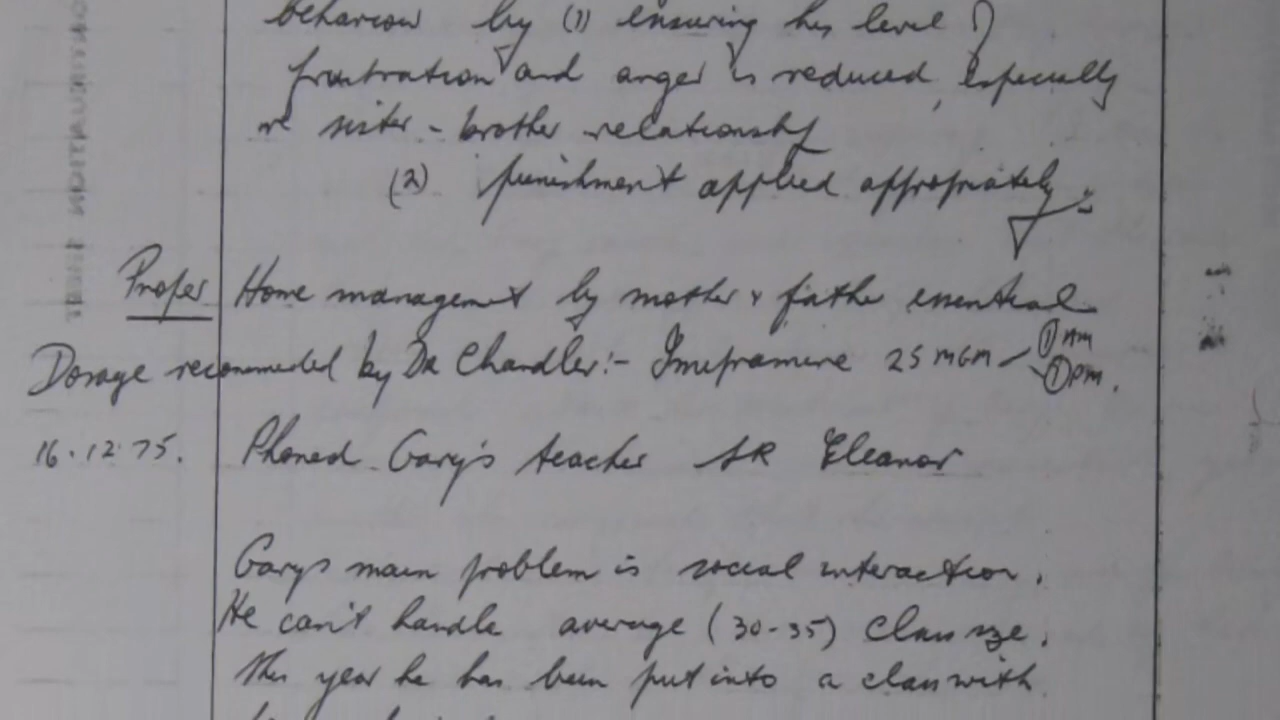 behaviour by (1) ensuring his level of
frustration and anger is reduced, especially
re sister - brother relationship
(2) punishment applied appropriately.
Proper Home management by mother & father essential
Dosage recommended by Dr Chandler:- Imipramine 25 MGM - (1) AM
(1) PM.
16.12.75. Phoned Gary's teacher SR Eleanor
Gary's main problem is social interaction.
He can't handle average (30-35) class size.
This year he has been put into a class with